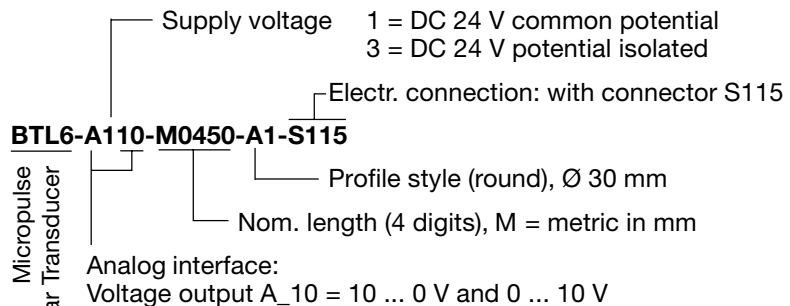 Supply voltage 1 = DC 24 V common potential
3 = DC 24 V potential isolated
Electr. connection: with connector S115
BTL6-A110-M0450-A1-S115
Profile style (round), Ø 30 mm
Nom. length (4 digits), M = metric in mm
Micropulse
Transducer
Analog interface:
Voltage output A_10 = 10 ... 0 V and 0 ... 10 V